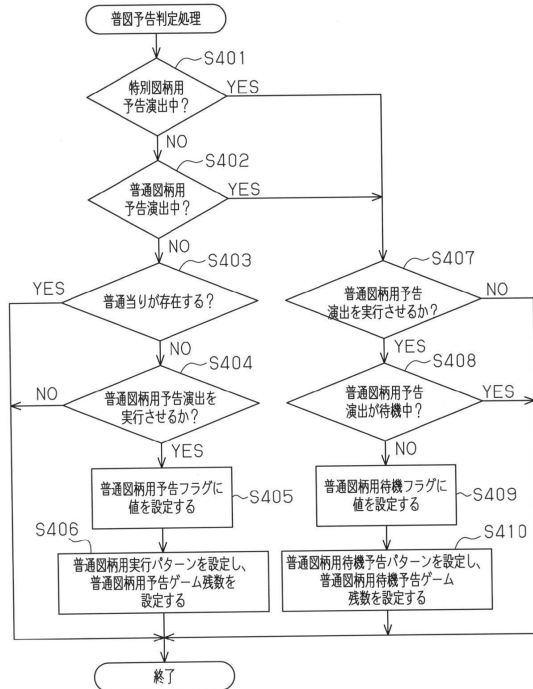 普図予告判定処理
S401
特別図柄用
予告演出中?
YES
NO
S402
普通図柄用
予告演出中?
YES
NO
S403
YES
普通当りが存在する?
NO
S404
NO
普通図柄用予告演出を
実行させるか?
YES
普通図柄用予告フラグに
値を設定する
S405
S406
普通図柄用実行パターンを設定し、
普通図柄用予告ゲーム残数を
設定する
S407
普通図柄用予告
演出を実行させるか?
NO
YES
S408
普通図柄用予告
演出が待機中?
YES
NO
普通図柄用待機フラグに
値を設定する
S409
S410
普通図柄用待機予告パターンを設定し、
普通図柄用待機予告ゲーム
残数を設定する
終了